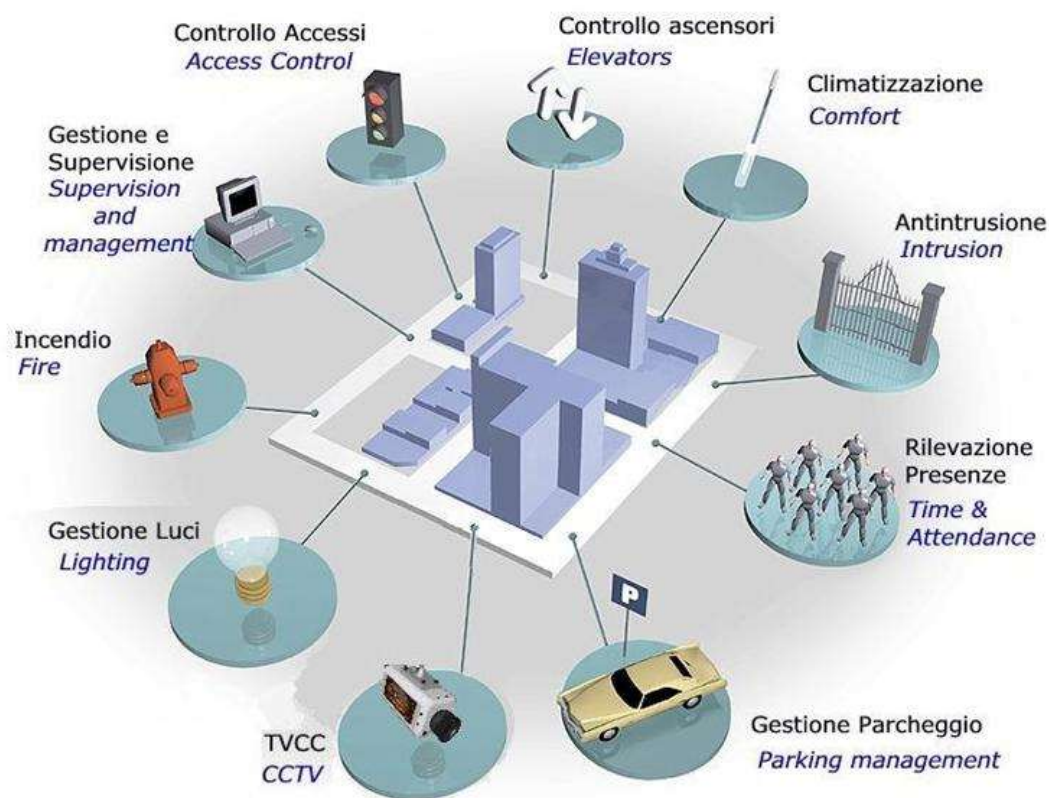 Controllo Accessi
Access Control
Controllo ascensori
Elevators
Climatizzazione
Comfort
Gestione e
Supervisione
Supervision
and
management
Antintrusione
Intrusion
Incendio
Fire
Rilevazione
Presenze
Time &
Attendance
Gestione Luci
Lighting
P
TVCC
CCTV
Gestione Parcheggio
Parking management